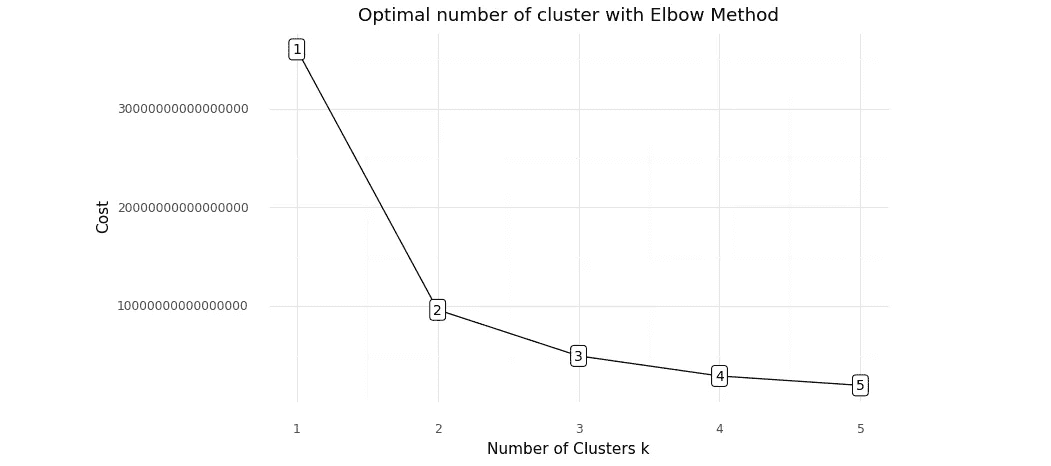 Optimal number of cluster with Elbow Method
1
30000000000000000
20000000000000000
Cost
10000000000000000
2
3
4
5
1 2 3 4 5
Number of Clusters k